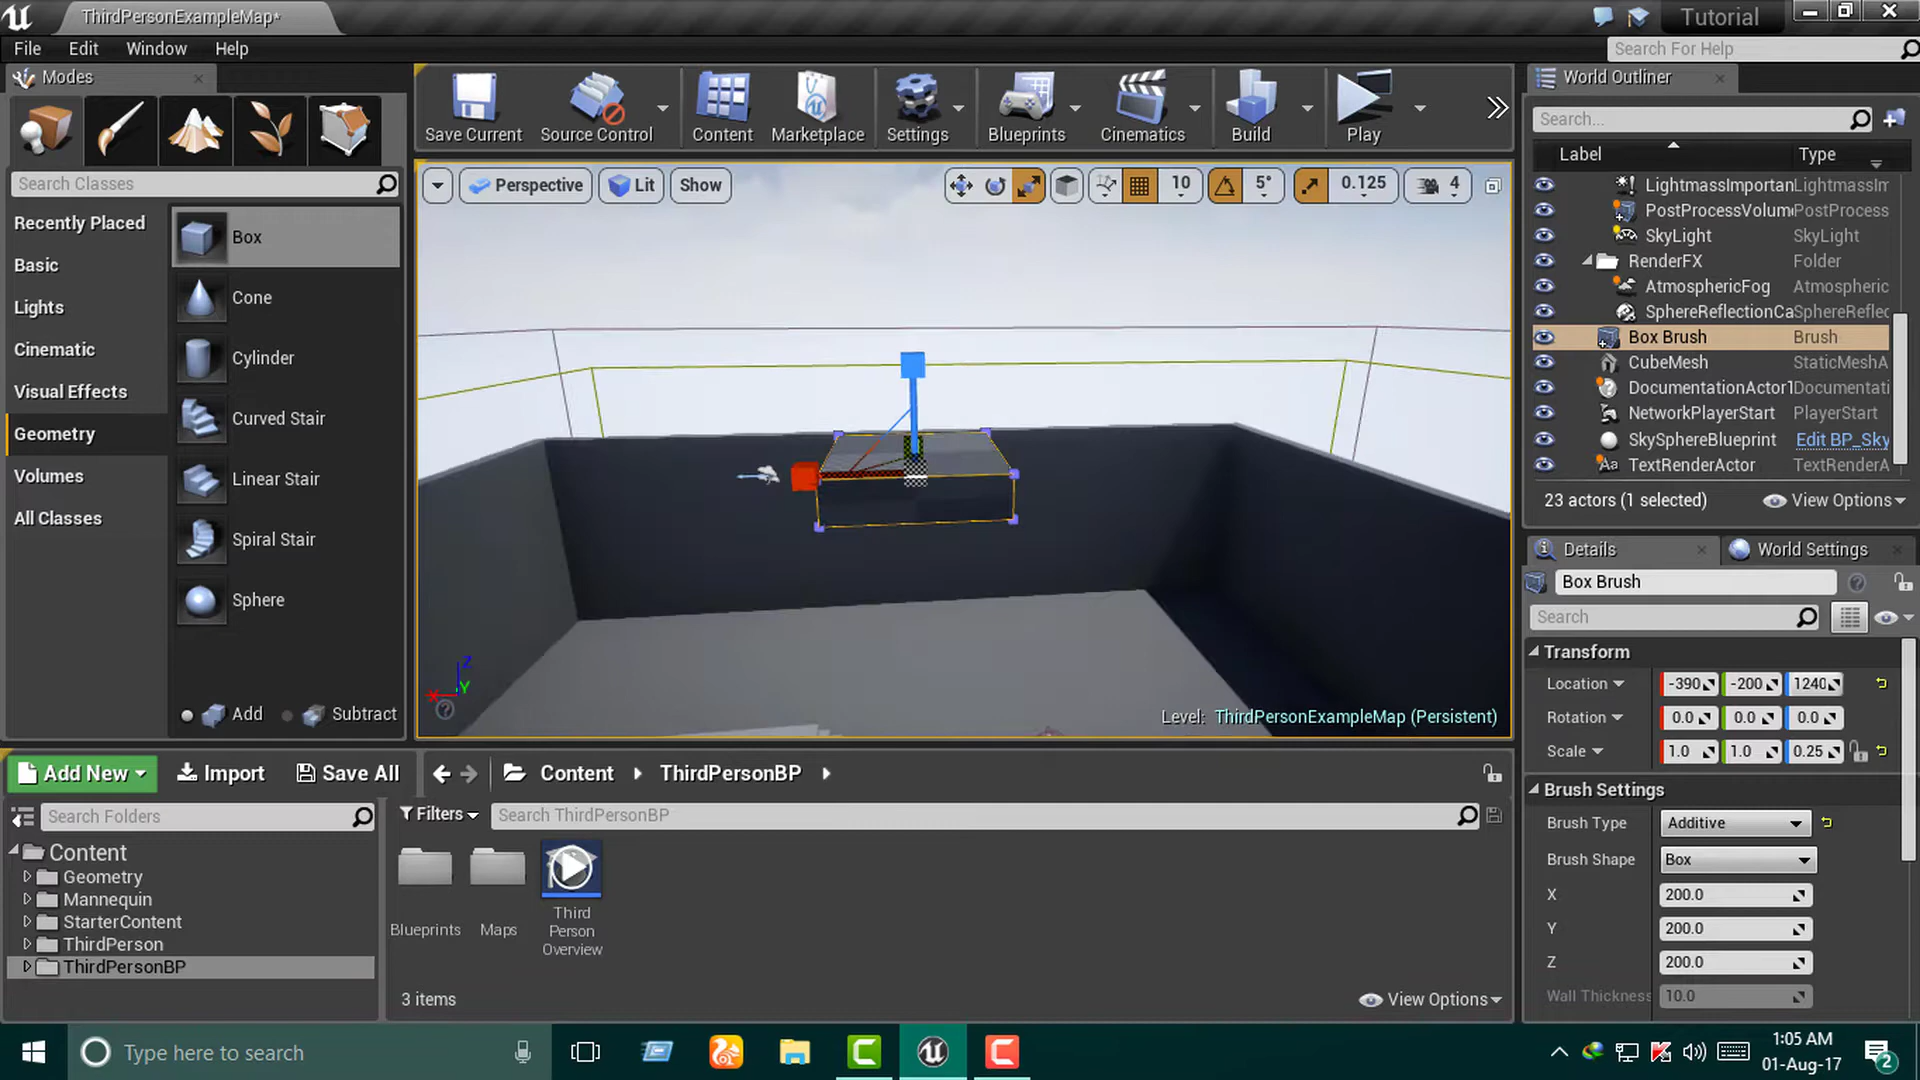 ThirdPersonExampleMap*
Tutorial
File Edit Window Help
Search For Help
Modes
Search Classes
Recently Placed
Basic
Lights
Cinematic
Visual Effects
Geometry
Volumes
All Classes
Box
Cone
Cylinder
Curved Stair
Linear Stair
Spiral Stair
Sphere
Add Subtract
Save Current
Source Control
Content
Marketplace
Settings
Blueprints
Cinematics
Build
Play
Perspective
Lit
Show
10
5°
0.125
4
Z
Y
X
Level: ThirdPersonExampleMap (Persistent)
World Outliner
Search...
Label Type
LightmassImportan LightmassIm
PostProcessVolum PostProcess
SkyLight SkyLight
RenderFX Folder
AtmosphericFog Atmospheric
SphereReflectionCa SphereReflec
Box Brush Brush
CubeMesh StaticMeshA
DocumentationActor1 Documentati
NetworkPlayerStart PlayerStart
SkySphereBlueprint Edit BP_Sky
TextRenderActor TextRenderA
23 actors (1 selected)
View Options
Details
World Settings
Box Brush
Search
Transform
Location -390 -200 1240
Rotation 0.0 0.0 0.0
Scale 1.0 1.0 0.25
Brush Settings
Brush Type Additive
Brush Shape Box
X 200.0
Y 200.0
Z 200.0
Wall Thickness 10.0
Add New
Import
Save All
Content ThirdPersonBP
Search Folders
Filters
Search ThirdPersonBP
Content
Geometry
Mannequin
StarterContent
ThirdPerson
ThirdPersonBP
Blueprints
Maps
Third Person Overview
3 items
View Options
Type here to search
1:05 AM
01-Aug-17
2